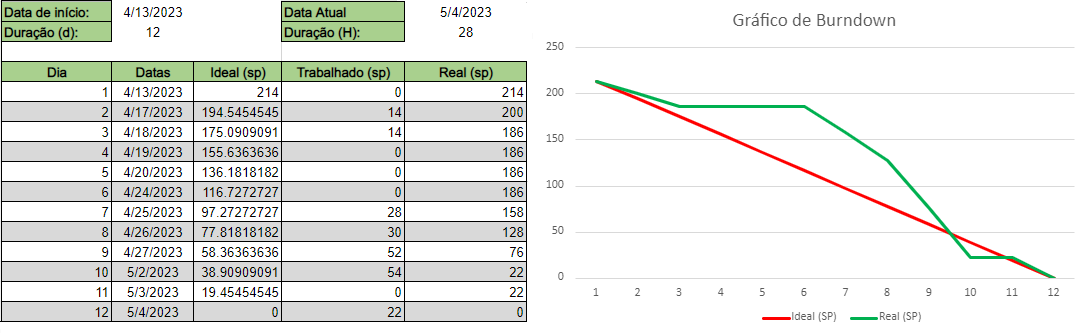 Data de início: 4/13/2023 Data Atual 5/4/2023
Duração (d): 12 Duração (H): 28
Dia Datas Ideal (sp) Trabalhado (sp) Real (sp)
1 4/13/2023 214 0 214
2 4/17/2023 194.5454545 14 200
3 4/18/2023 175.0909091 14 186
4 4/19/2023 155.6363636 0 186
5 4/20/2023 136.1818182 0 186
6 4/24/2023 116.7272727 0 186
7 4/25/2023 97.27272727 28 158
8 4/26/2023 77.81818182 30 128
9 4/27/2023 58.36363636 52 76
10 5/2/2023 38.90909091 54 22
11 5/3/2023 19.45454545 0 22
12 5/4/2023 0 22 0
Gráfico de Burndown
250
200
150
100
50
0
1 2 3 4 5 6 7 8 9 10 11 12
Ideal (SP) Real (SP)